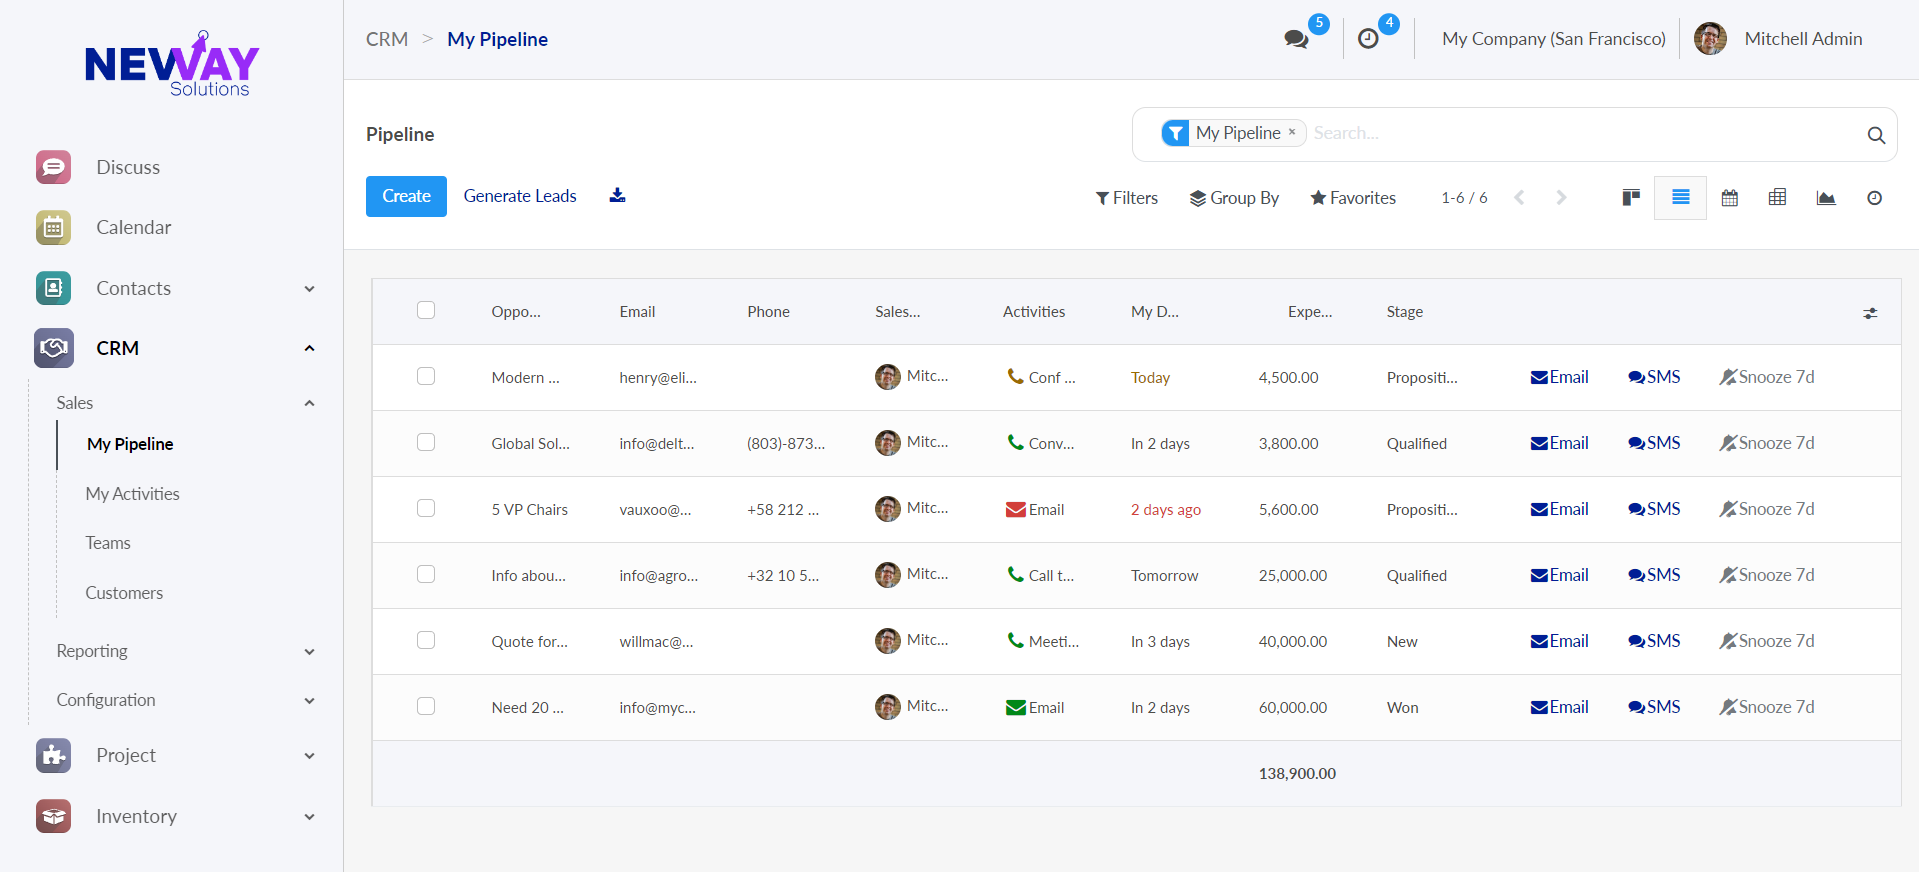 NEWWAY
Solutions
Discuss
Calendar
Contacts
CRM
Sales
My Pipeline
My Activities
Teams
Customers
Reporting
Configuration
Project
Inventory
CRM > My Pipeline
5
4
My Company (San Francisco)
Mitchell Admin
Pipeline
My Pipeline × Search...
Create
Generate Leads
Filters
Group By
Favorites
1-6 / 6
Oppo... Email Phone Sales... Activities My D... Expe... Stage
Modern ... henry@eli... Mitc... Conf ... Today 4,500.00 Propositi... Email SMS Snooze 7d
Global Sol... info@delt... (803)-873... Mitc... Conv... In 2 days 3,800.00 Qualified Email SMS Snooze 7d
5 VP Chairs vauxoo@... +58 212 ... Mitc... Email 2 days ago 5,600.00 Propositi... Email SMS Snooze 7d
Info abou... info@agro... +32 10 5... Mitc... Call t... Tomorrow 25,000.00 Qualified Email SMS Snooze 7d
Quote for... willmac@... Mitc... Meeti... In 3 days 40,000.00 New Email SMS Snooze 7d
Need 20 ... info@myc... Mitc... Email In 2 days 60,000.00 Won Email SMS Snooze 7d
138,900.00